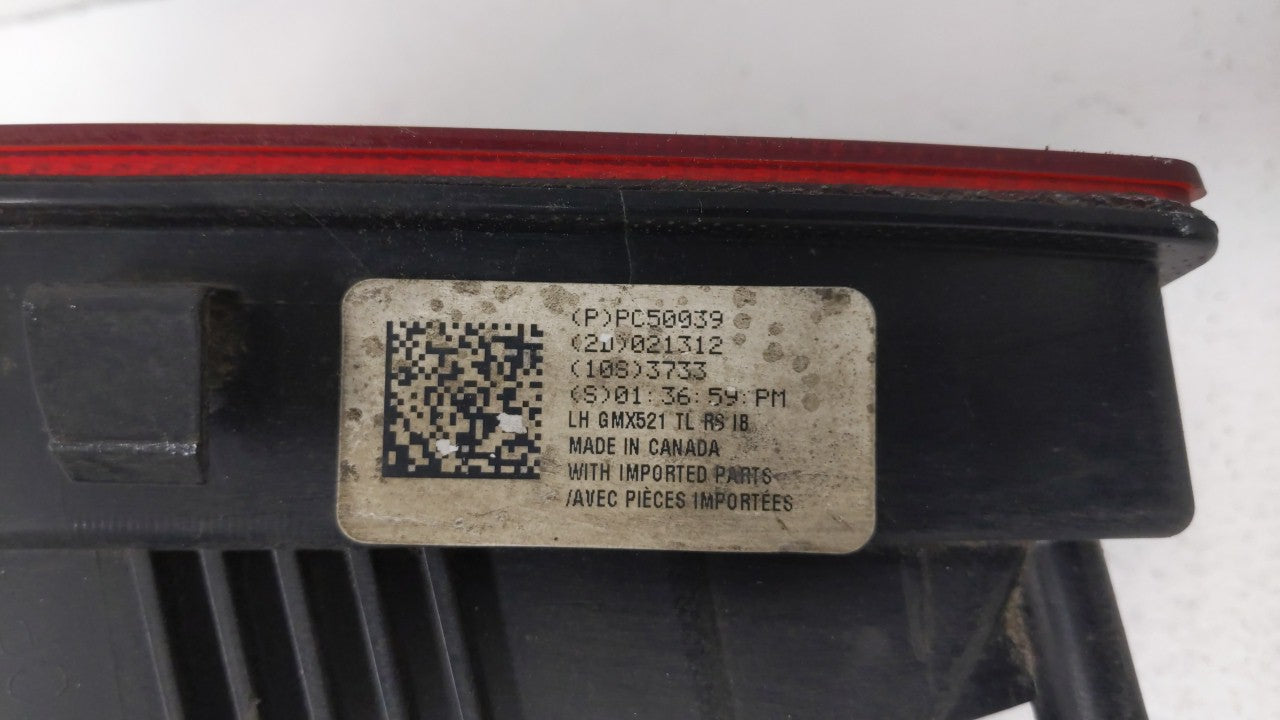 (P)PC50939
(2D)021312
(10S)3733
(S)01:36:59:PM
LH GMX521 TL RS IB
MADE IN CANADA
WITH IMPORTED PARTS
/AVEC PIÈCES IMPORTÉES